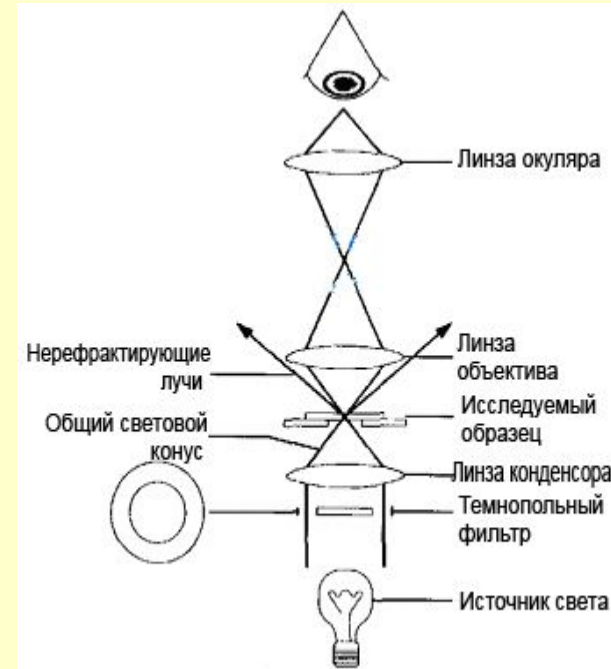 Линза окуляра
Нерефрактирующие
лучи
Линза
объектива
Общий световой
конус
Исследуемый
образец
Линза конденсора
Темнопольный
фильтр
Источник света